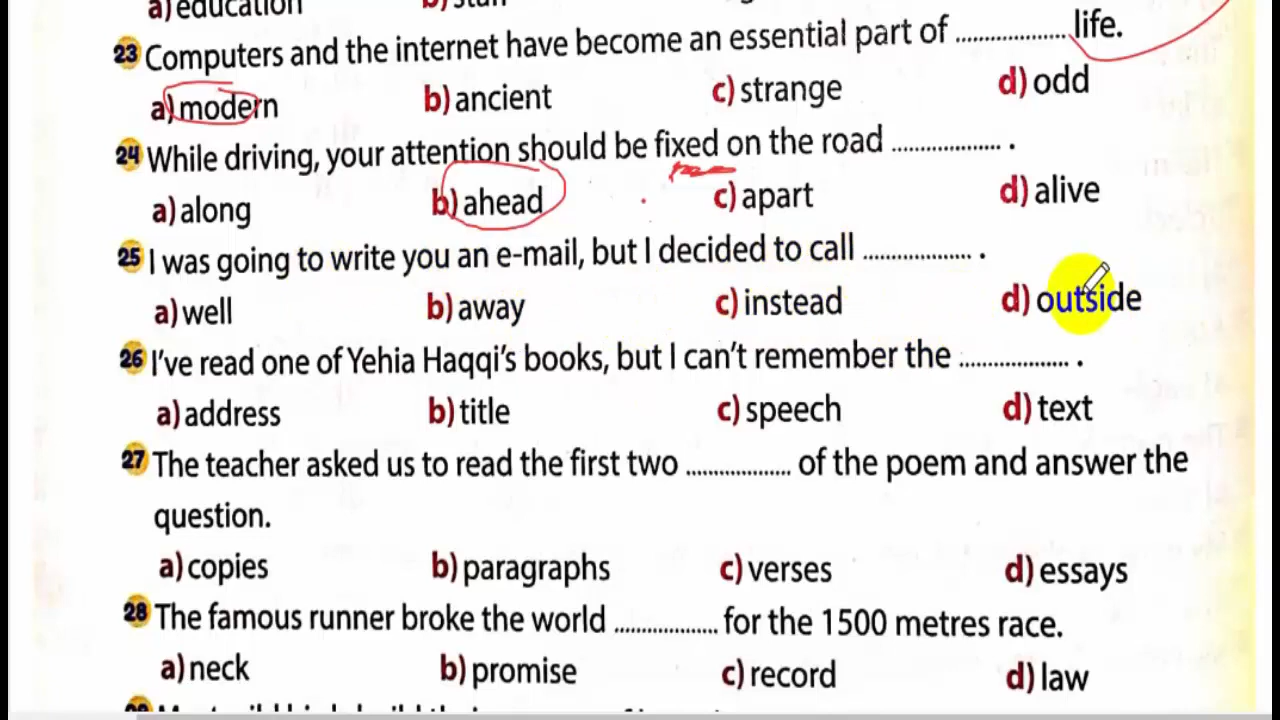 a) education b) staff
23 Computers and the internet have become an essential part of .................. life.
a) modern b) ancient c) strange d) odd
24 While driving, your attention should be fixed on the road .................. .
a) along b) ahead c) apart d) alive
25 I was going to write you an e-mail, but I decided to call .................. .
a) well b) away c) instead d) outside
26 I've read one of Yehia Haqqi's books, but I can't remember the .................. .
a) address b) title c) speech d) text
27 The teacher asked us to read the first two .................. of the poem and answer the
question.
a) copies b) paragraphs c) verses d) essays
28 The famous runner broke the world .................. for the 1500 metres race.
a) neck b) promise c) record d) law